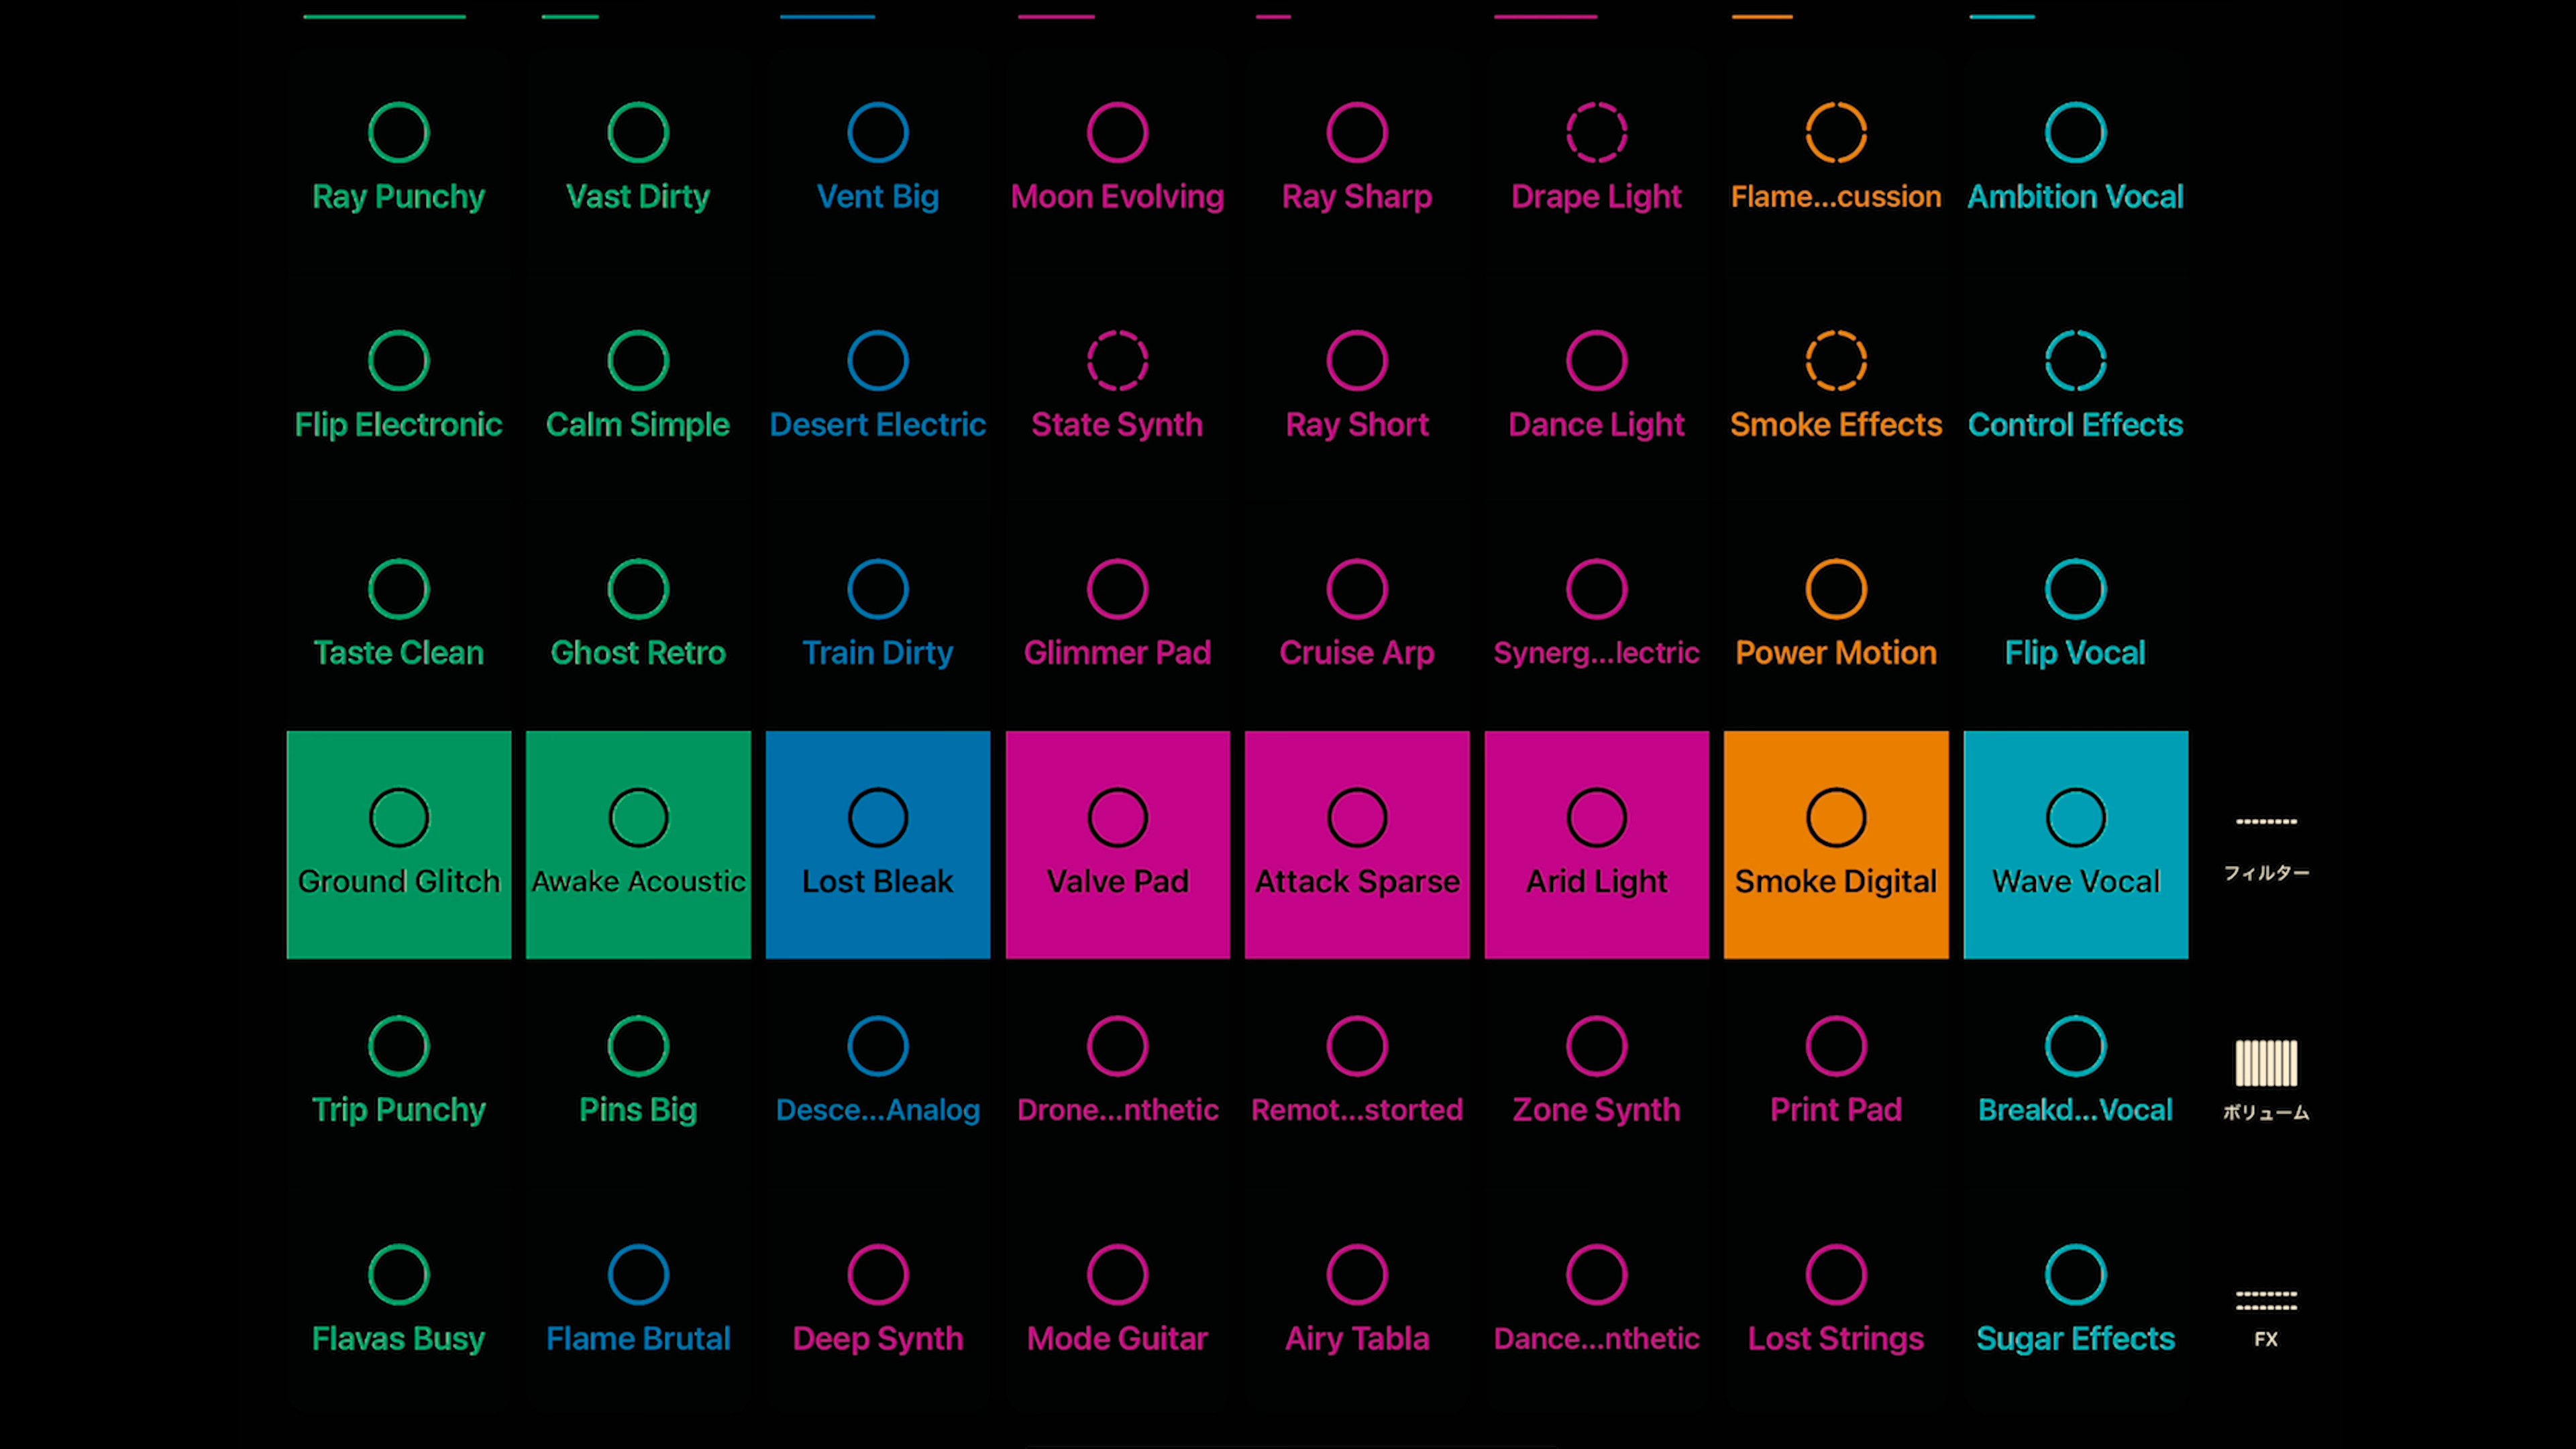 Ray Punchy
Vast Dirty
Vent Big
Moon Evolving
Ray Sharp
Drape Light
Flame...cussion
Ambition Vocal
Flip Electronic
Calm Simple
Desert Electric
State Synth
Ray Short
Dance Light
Smoke Effects
Control Effects
Taste Clean
Ghost Retro
Train Dirty
Glimmer Pad
Cruise Arp
Synerg...lectric
Power Motion
Flip Vocal
Ground Glitch
Awake Acoustic
Lost Bleak
Valve Pad
Attack Sparse
Arid Light
Smoke Digital
Wave Vocal
フィルター
Trip Punchy
Pins Big
Desce...Analog
Drone...nthetic
Remot...storted
Zone Synth
Print Pad
Breakd...Vocal
ボリューム
Flavas Busy
Flame Brutal
Deep Synth
Mode Guitar
Airy Tabla
Dance...nthetic
Lost Strings
Sugar Effects
FX